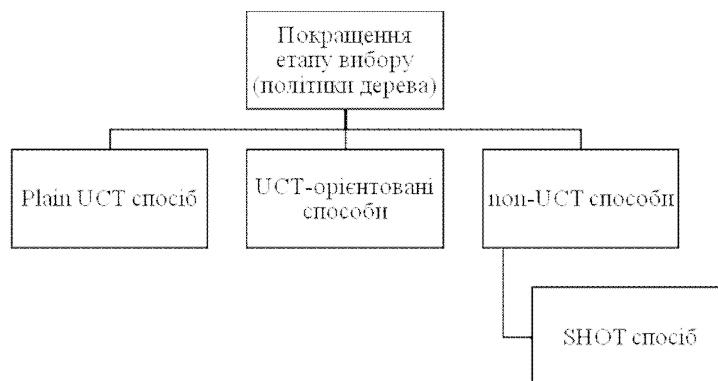 Покращення
етапу вибору
(політики дерева)
Plain UCT спосіб
UCT-орієнтовані
способи
non-UCT способи
SHOT спосіб